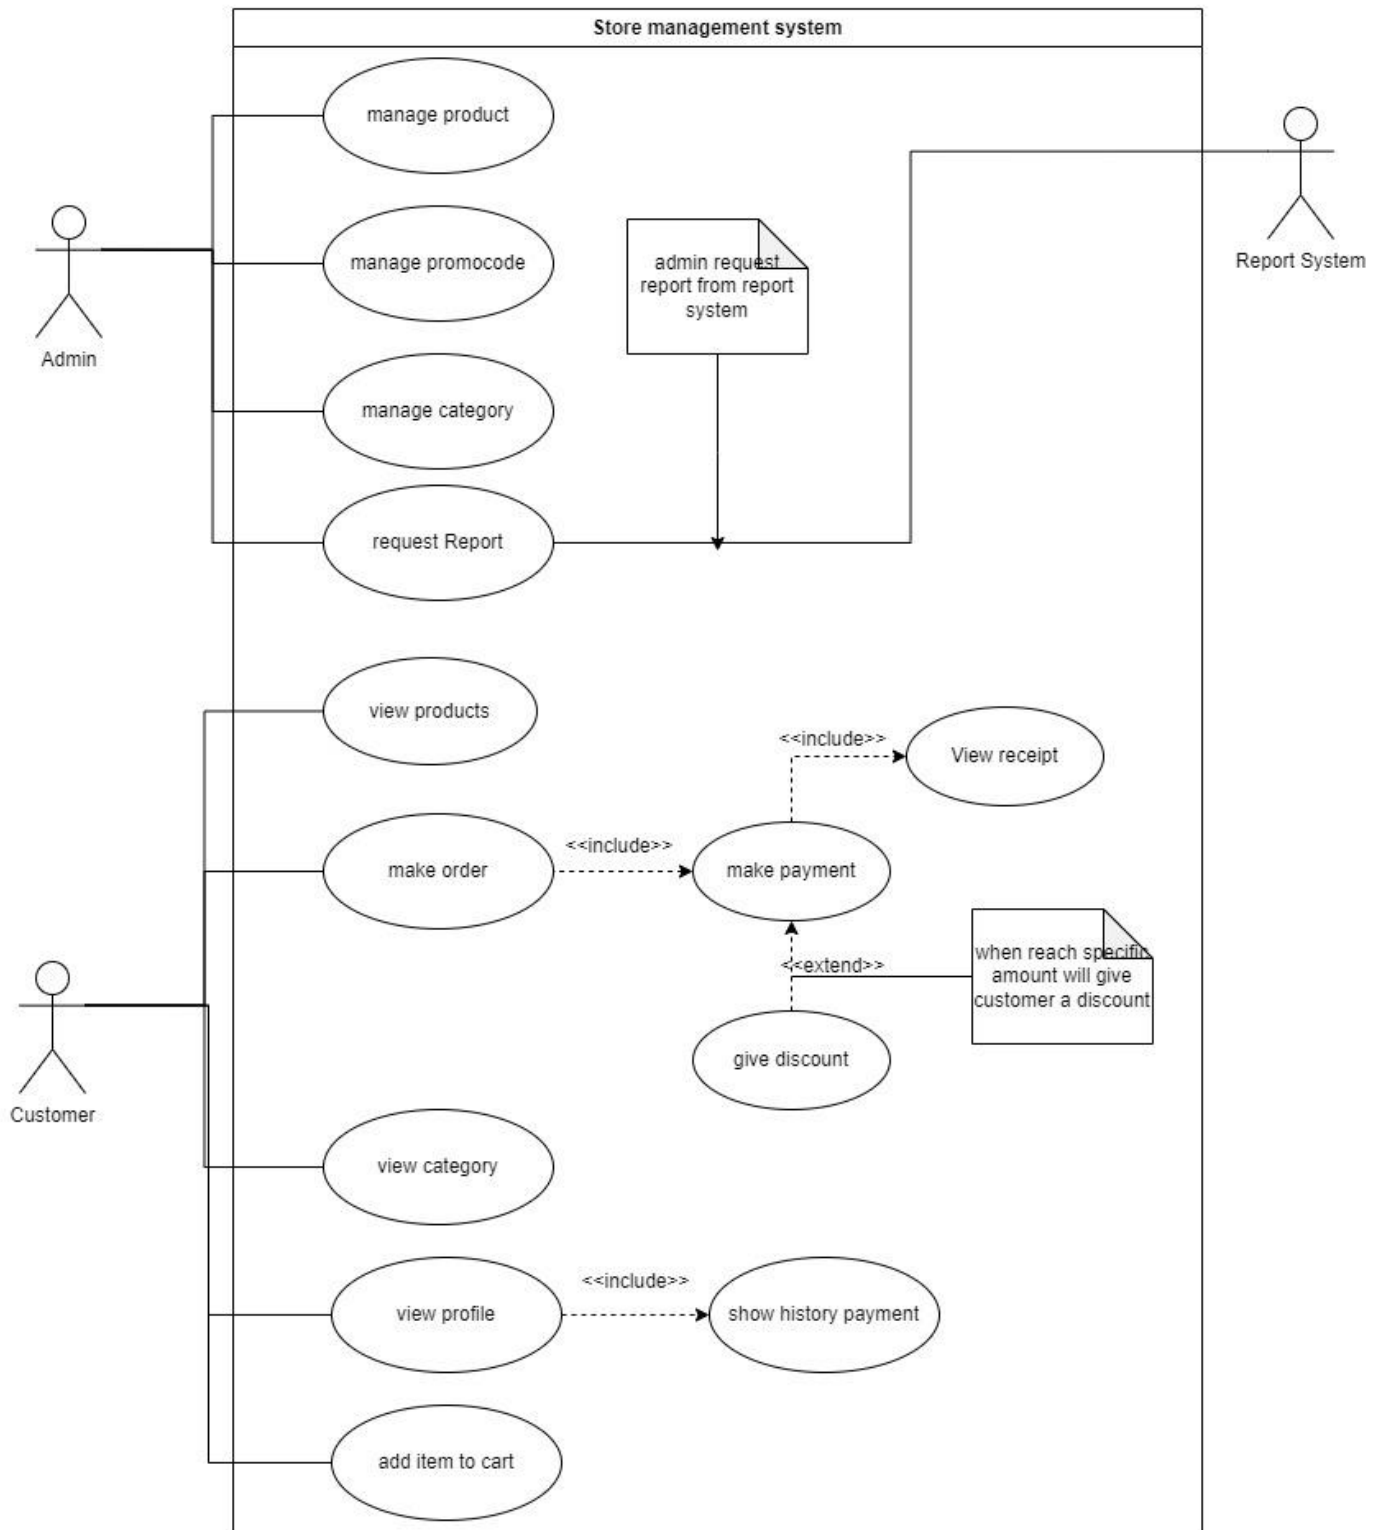 Store management system
manage product
manage promocode
admin request
report from report
system
Report System
Admin
manage category
request Report
view products
<<include>>
View receipt
make order
<<include>>
make payment
<<extend>>
when reach specific
amount will give
customer a discount
give discount
Customer
view category
view profile
<<include>>
show history payment
add item to cart